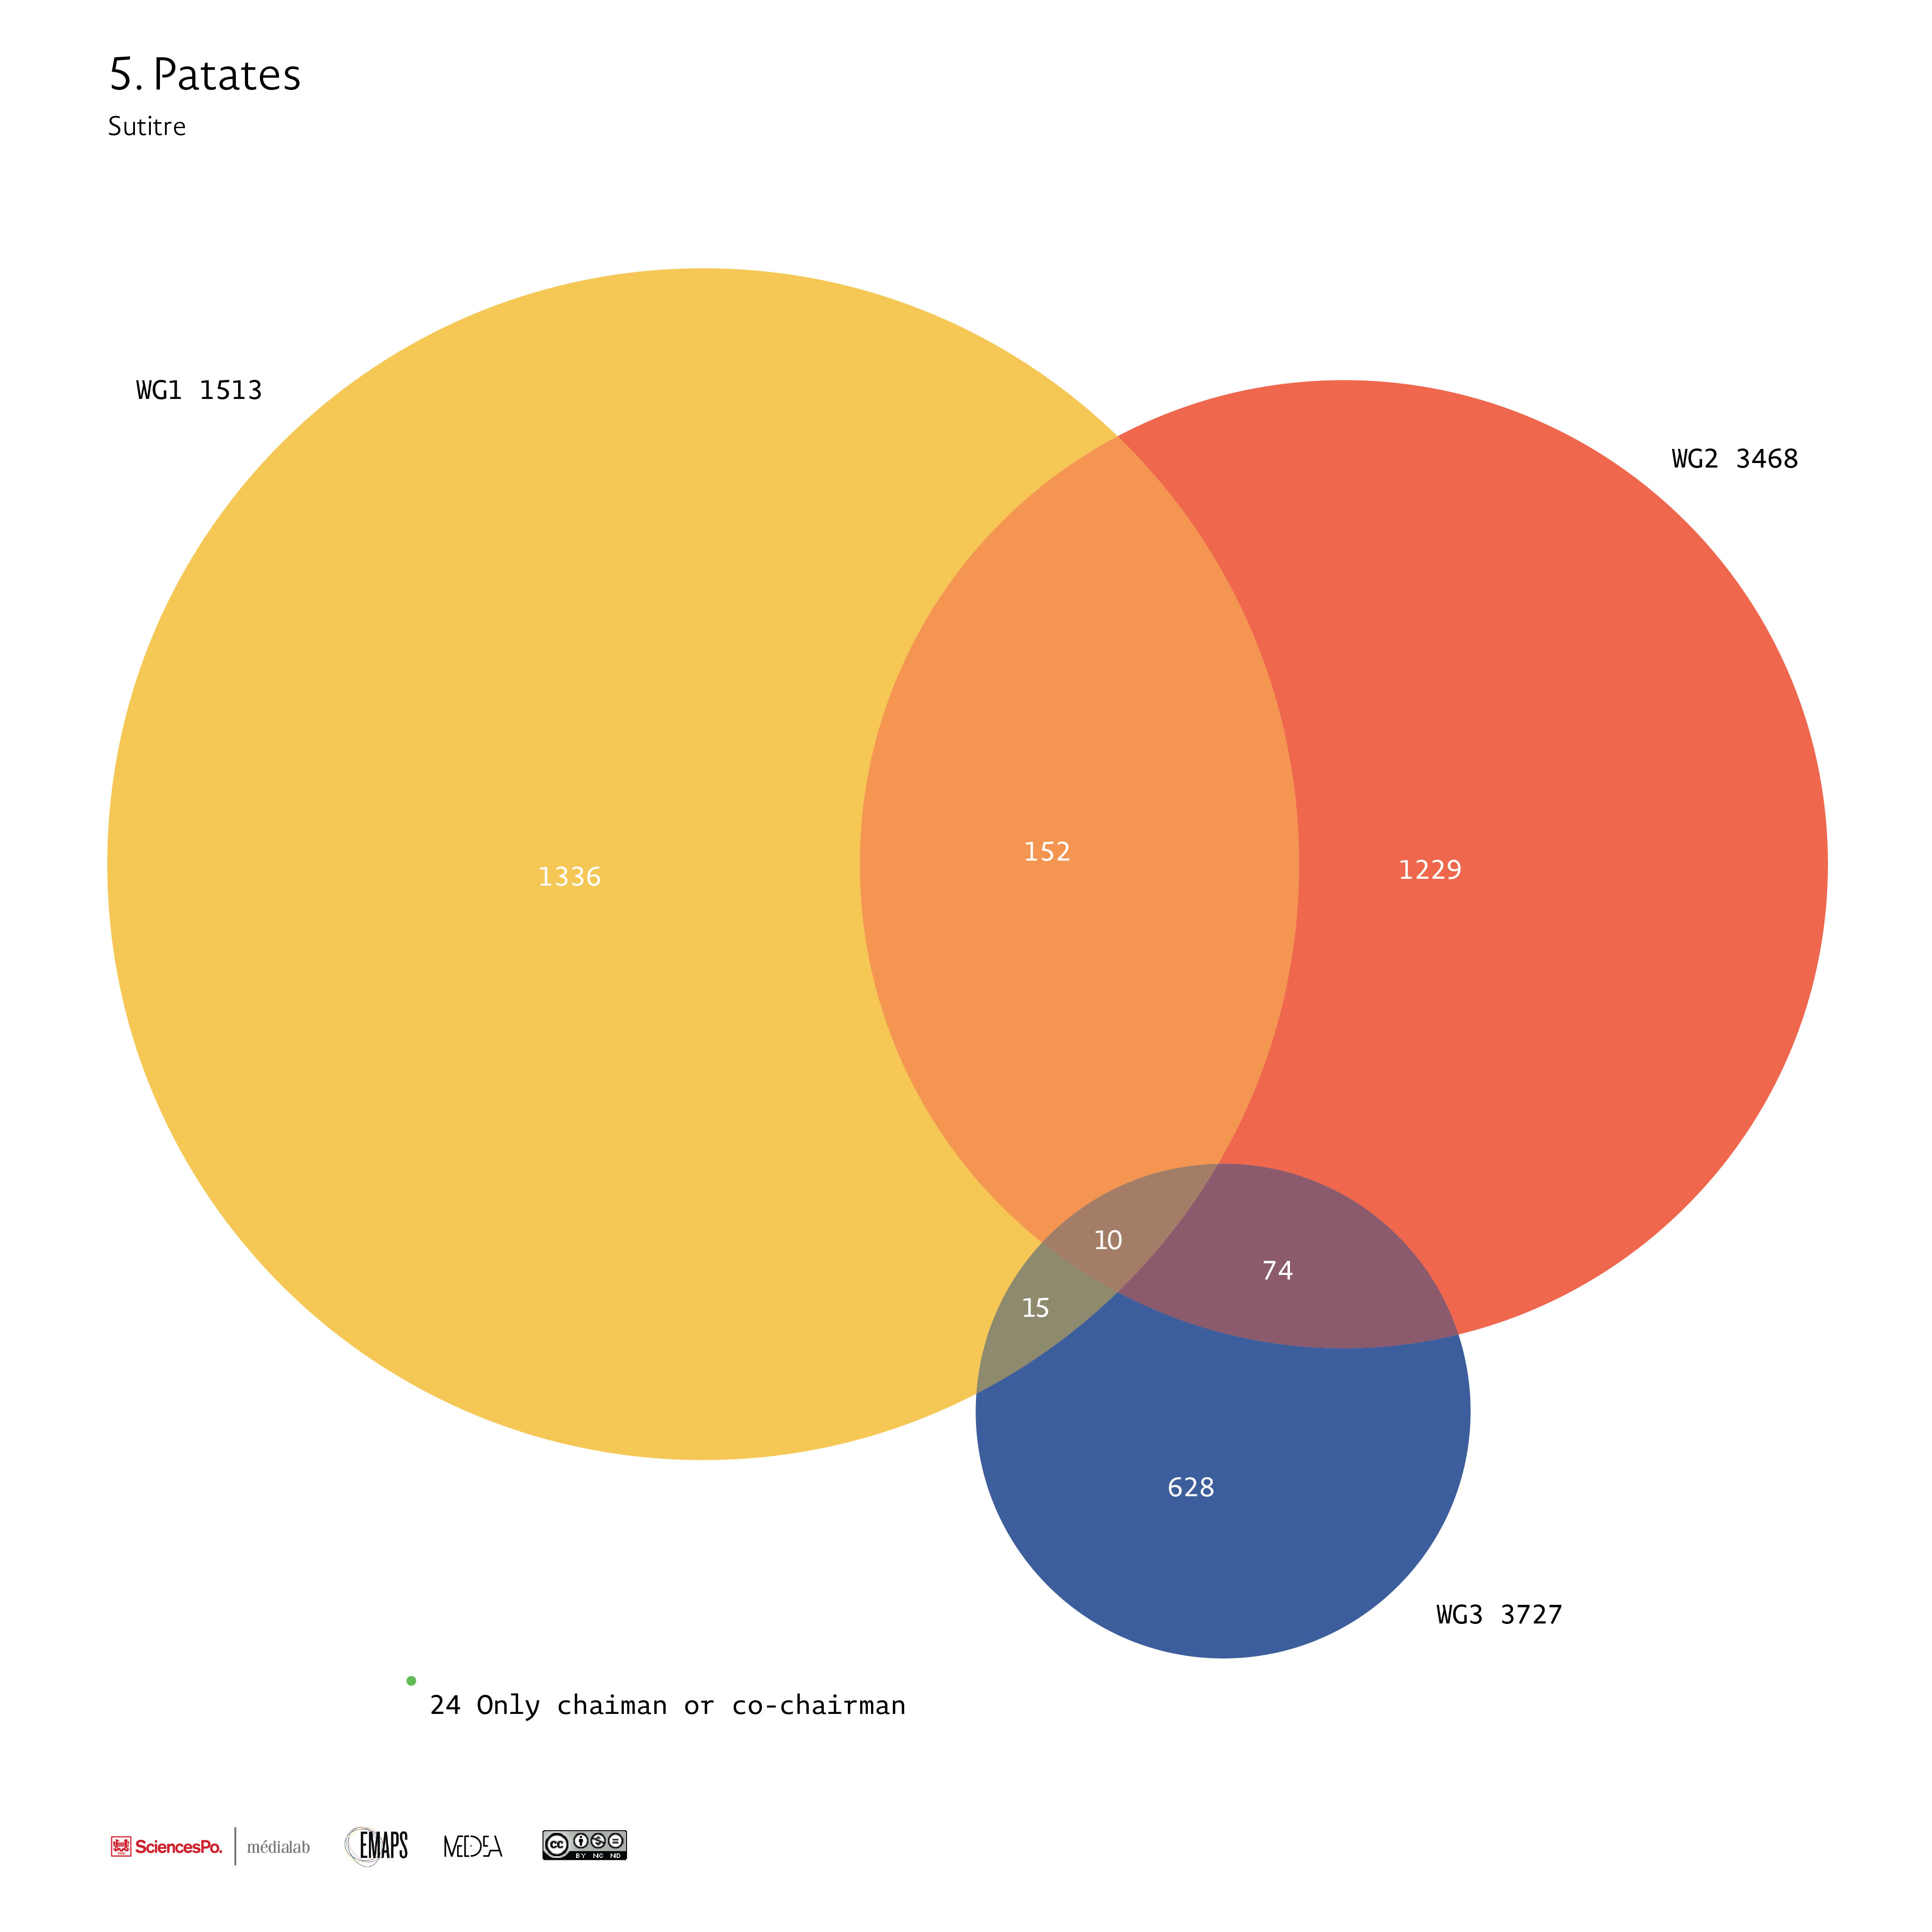 5. Patates
Sutitre
WG1 1513
WG2 3468
152
1229
1336
10
74
15
628
WG3 3727
24 Only chaiman or co-chairman
SciencesPo. médialab EMAPS MEDEA cc BY NC ND